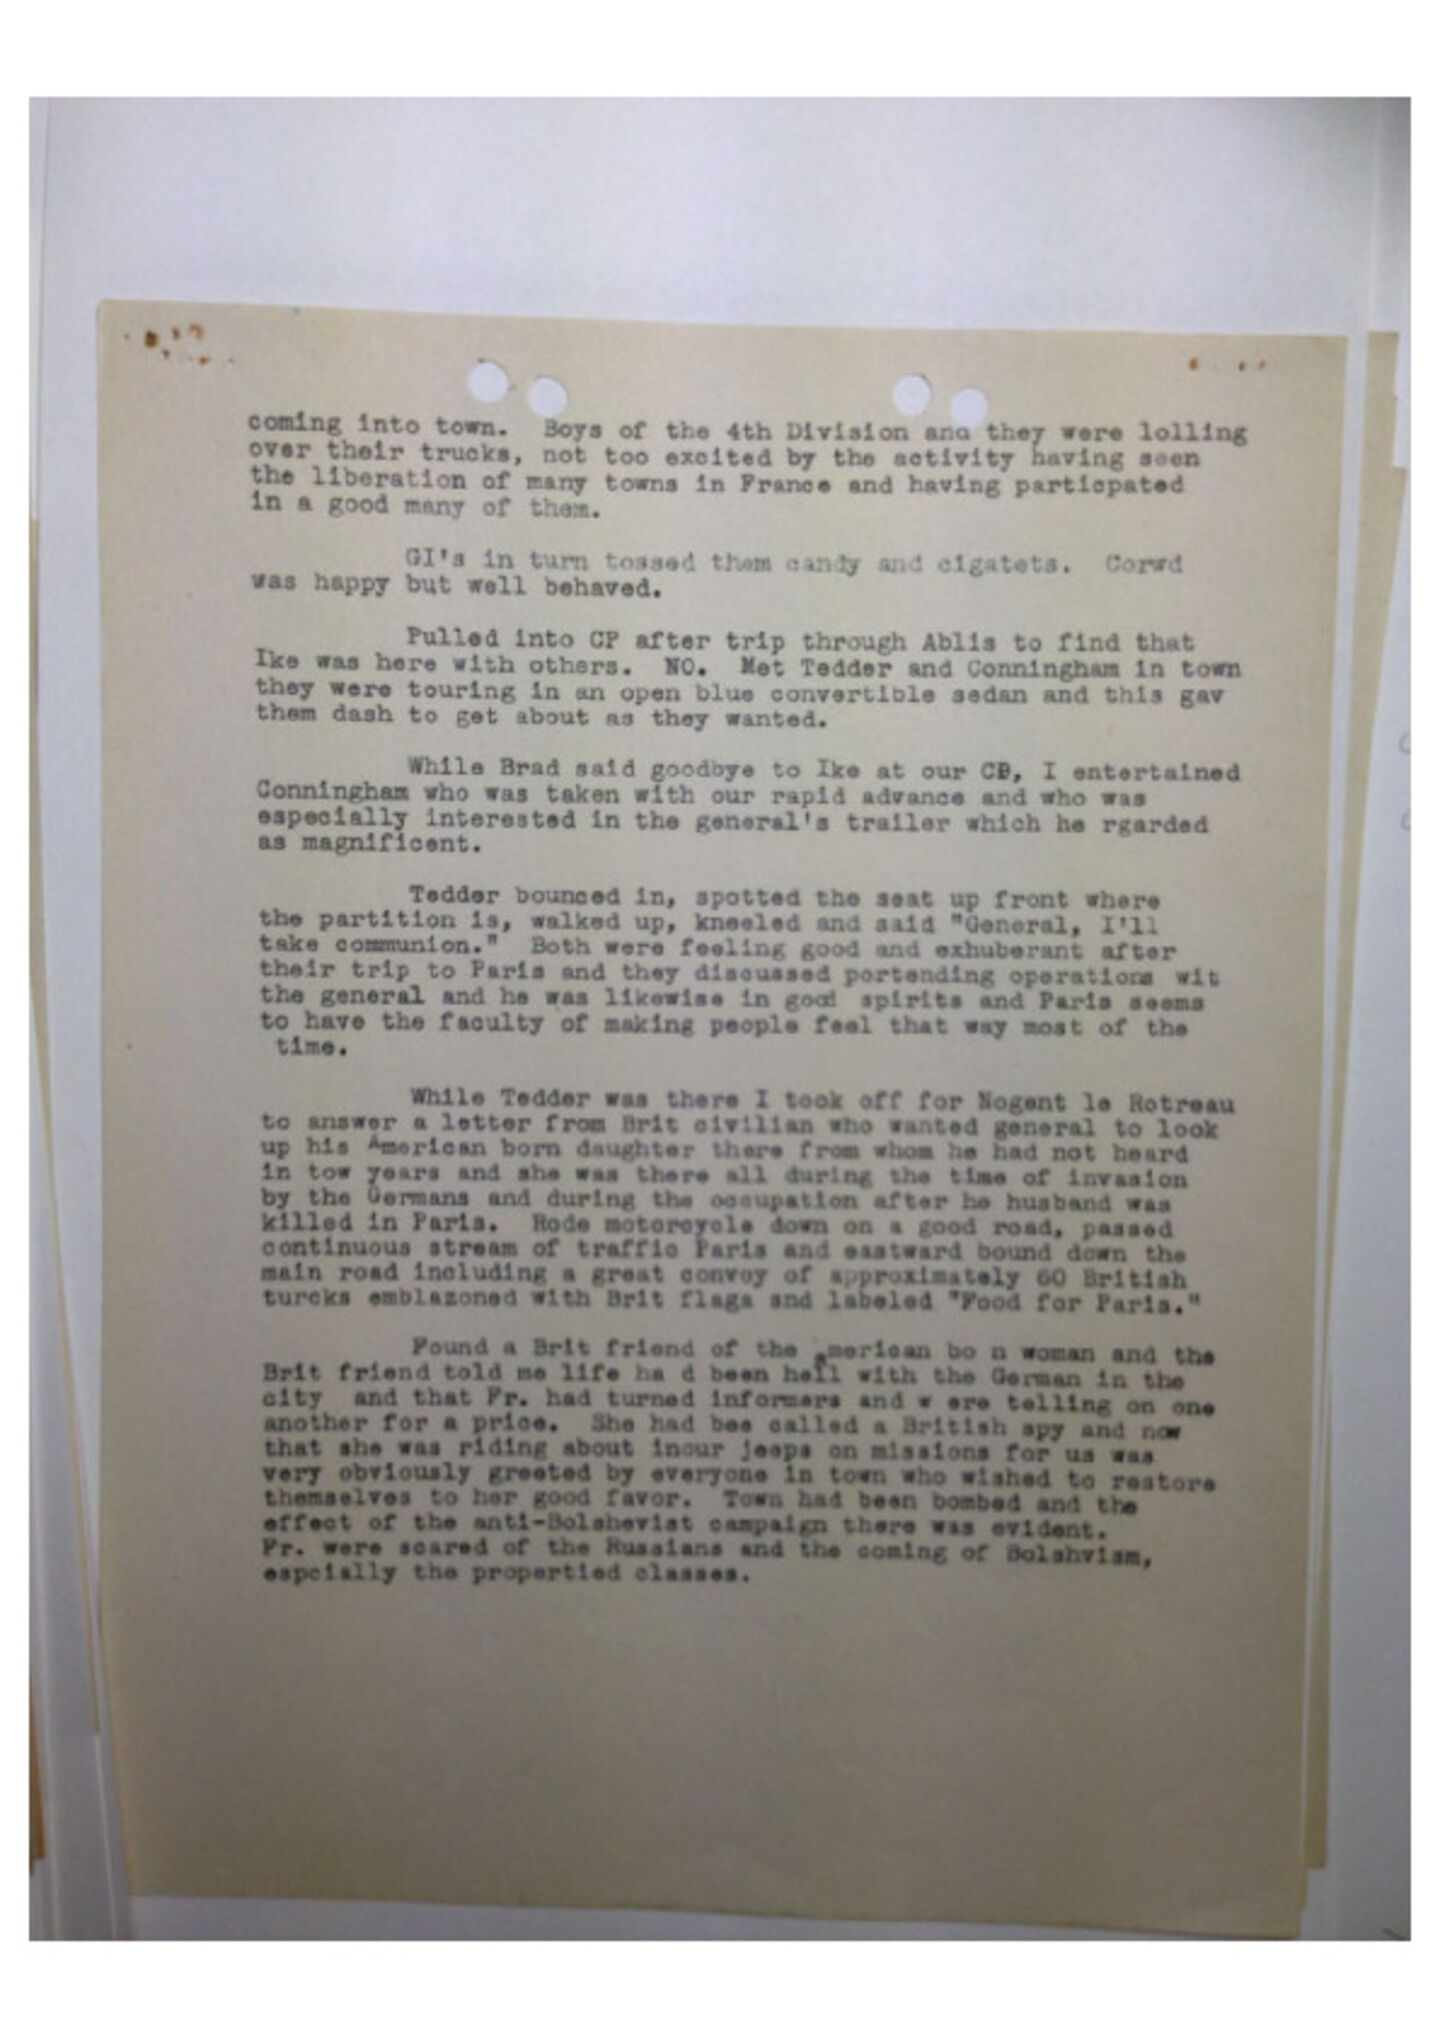 coming into town. Boys of the 4th Division and they were lolling
over their trucks, not too excited by the activity having seen
the liberation of many towns in France and having particpated
in a good many of them.
GI's in turn tossed them candy and cigatets. Corwd
was happy but well behaved.
Pulled into CP after trip through Ablis to find that
Ike was here with others. NO. Met Tedder and Conningham in town
they were touring in an open blue convertible sedan and this gav
them dash to get about as they wanted.
While Brad said goodbye to Ike at our CP, I entertained
Conningham who was taken with our rapid advance and who was
especially interested in the general's trailer which he rgarded
as magnificent.
Tedder bounced in, spotted the seat up front where
the partition is, walked up, kneeled and said "General, I'll
take communion." Both were feeling good and exhuberant after
their trip to Paris and they discussed portending operations wit
the general and he was likewise in good spirits and Paris seems
to have the faculty of making people feel that way most of the
time.
While Tedder was there I took off for Nogent le Rotreau
to answer a letter from Brit civilian who wanted general to look
up his American born daughter there from whom he had not heard
in tow years and she was there all during the time of invasion
by the Germans and during the occupation after he husband was
killed in Paris. Rode motorcycle down on a good road, passed
continuous stream of traffic Paris and eastward bound down the
main road including a great convoy of approximately 60 British
turcks emblazoned with Brit flags snd labeled "Food for Paris."
Found a Brit friend of the american bo n woman and the
Brit friend told me life ha d been hell with the German in the
city and that Fr. had turned informers and w ere telling on one
another for a price. She had bee called a British spy and now
that she was riding about inour jeeps on missions for us was
very obviously greeted by everyone in town who wished to restore
themselves to her good favor. Town had been bombed and the
effect of the anti-Bolshevist campaign there was evident.
Fr. were scared of the Russians and the coming of Bolshvism,
espcially the propertied classes.